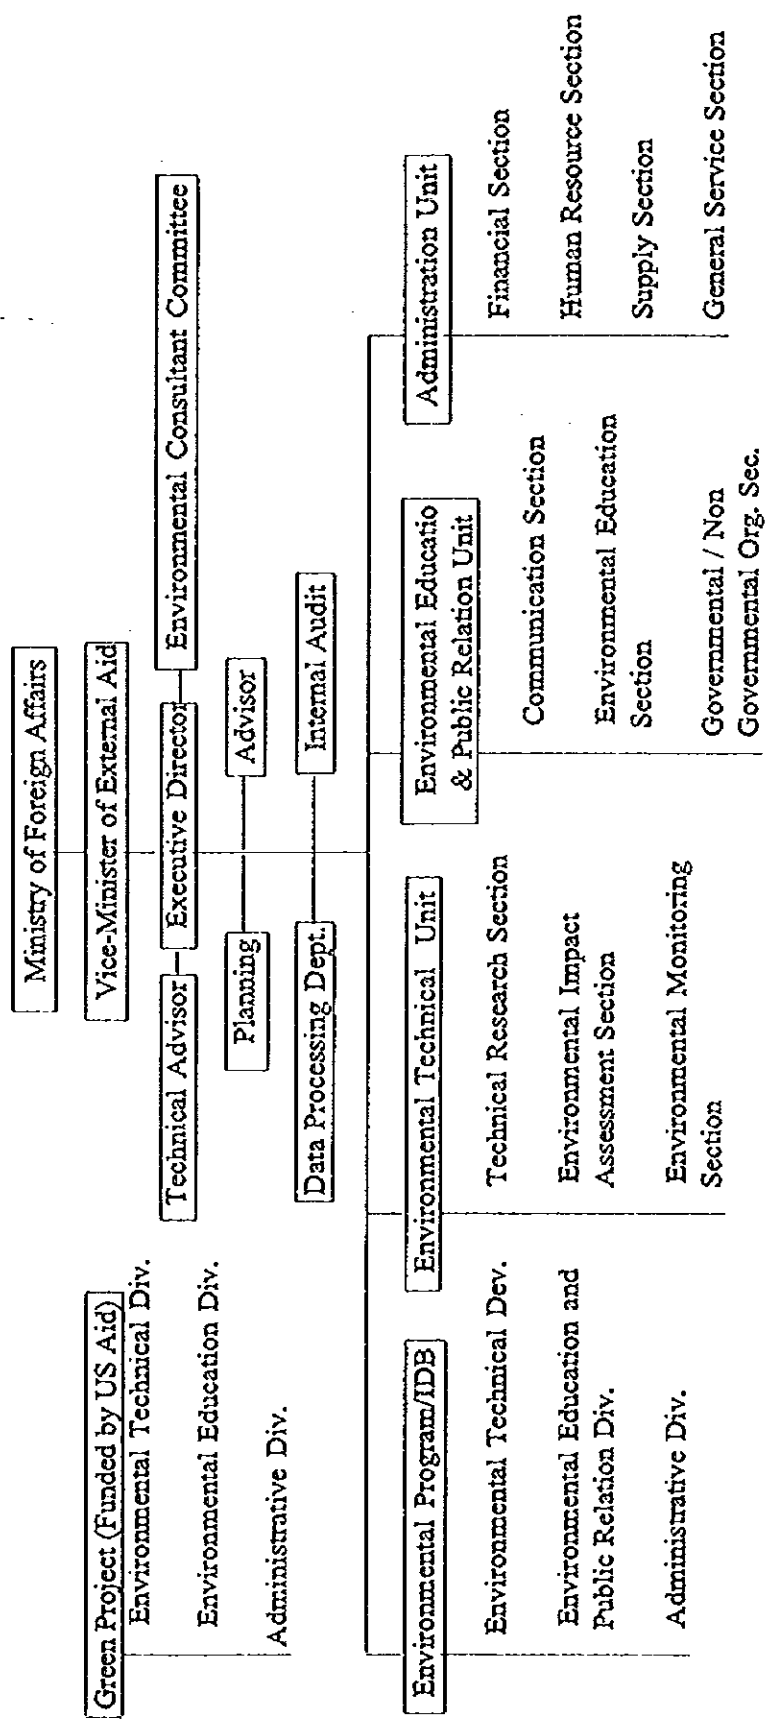 Ministry of Foreign Affairs
Green Project (Funded by US Aid)
Vice-Minister of External Aid
Environmental Technical Div.
Environmental Education Div.
Administrative Div.
Technical Advisor
Executive Director
Environmental Consultant Committee
Planning
Advisor
Data Processing Dept.
Internal Audit
Environmental Program/IDB
Environmental Technical Dev.
Environmental Education and
Public Relation Div.
Administrative Div.
Environmental Technical Unit
Technical Research Section
Environmental Impact
Assessment Section
Environmental Monitoring
Section
Environmental Educatio
& Public Relation Unit
Communication Section
Environmental Education
Section
Governmental / Non
Governmental Org. Sec.
Administration Unit
Financial Section
Human Resource Section
Supply Section
General Service Section